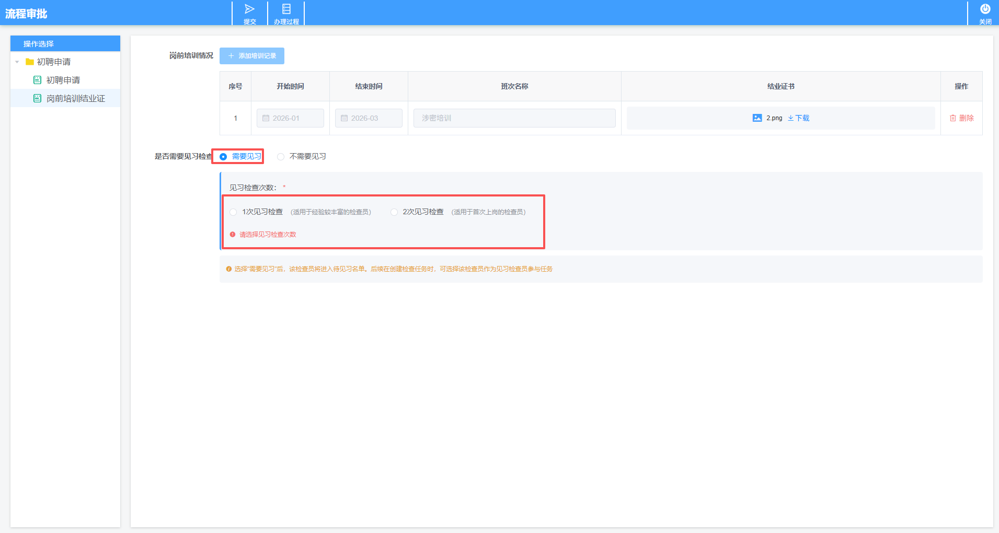 流程审批
提交
办理过程
关闭
操作选择
初聘申请
初聘申请
岗前培训结业证
岗前培训情况
添加培训记录
序号 开始时间 结束时间 班次名称 结业证书 操作
1 2026-01 2026-03 涉密培训 2.png 下载 删除
是否需要见习检查 需要见习 不需要见习
见习检查次数： *
1次见习检查 (适用于经验较丰富的检查员) 2次见习检查 (适用于首次上岗的检查员)
请选择见习检查次数
选择"需要见习"后，该检查员将进入待见习名单。后续在创建检查任务时，可选择该检查员作为见习检查员参与任务